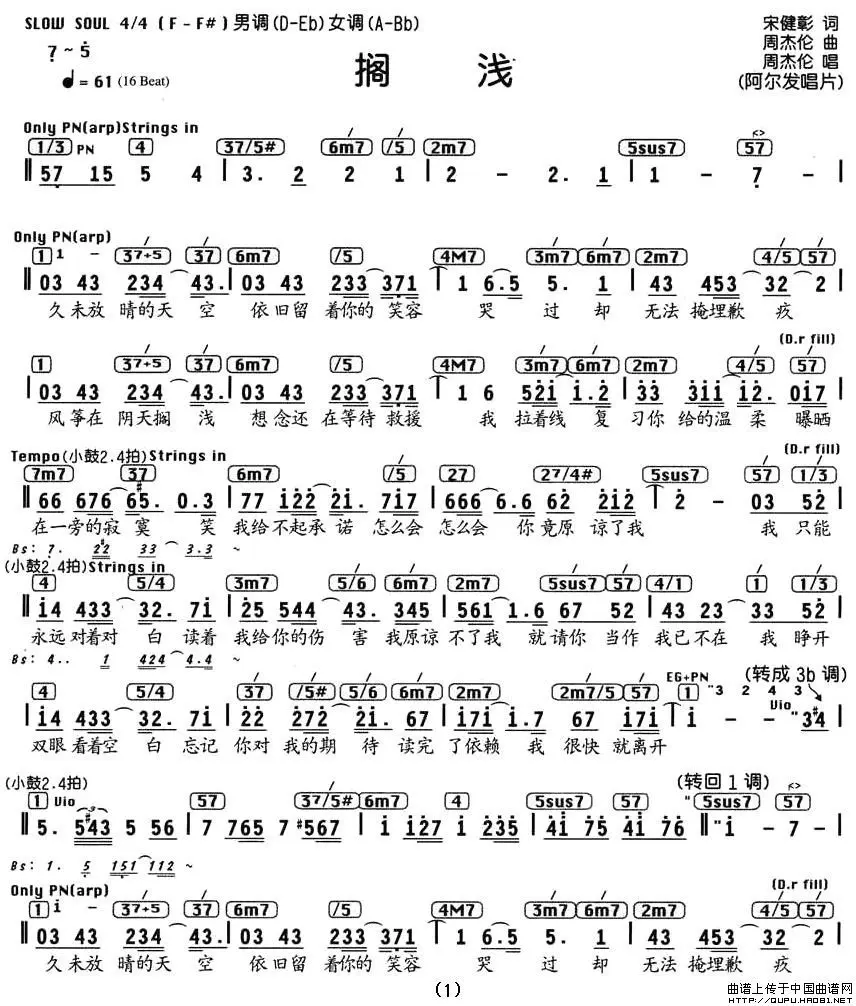 SLOW SOUL 4/4 (F-F#)男调(D-Eb)女调(A-Bb)
宋健彰 词
周杰伦 曲
7 ~ 5
周杰伦 唱
♩= 61 (16 Beat)
搁 浅
(阿尔发唱片)
Only PN(arp)Strings in
1/3 PN 4 37/5# 6m7 /5 2m7 5sus7 57
57 15 5 4 | 3. 2 2 1 | 2 - 2. 1 | 1 - 7 - |
Only PN(arp)
1 1 - 37+5 37 6m7 /5 4M7 3m7 6m7 2m7 4/5 57
03 43 234 43. | 03 43 233 371 | 1 6.5 5. 1 | 43 453 32 2 |
久未放 晴的天 空 依旧留 着你的 笑容 哭 过 却 无法 掩埋歉 疚
(D.r fill)
1 37+5 37 6m7 /5 4M7 3m7 6m7 2m7 4/5 57
03 43 234 43. | 03 43 233 371 | 1 6 521 1.2 | 33 311 12. 017
风筝在 阴天搁 浅 想念还 在等待 救援 我 拉着线 复 习你 给的温 柔 曝晒
Tempo(小鼓2.4拍)Strings in
(D.r fill)
7m7 37 6m7 /5 27 27/4# 5sus7 57 1/3
66 676 65. 0.3 | 77 122 21. 717 | 666 6.6 62 212 | 2 - 03 52 |
在一旁的寂 寞 笑 我给 不起承 诺 怎么会 怎么会 你 竟原 谅了我 我 只能
Bs: 7. 22 33 3.3 ~
(小鼓2.4拍)Strings in
4 5/4 3m7 5/6 6m7 2m7 5sus7 57 4/1 1 1/3
14 433 32. 71 | 25 544 43. 345 | 561 1.6 67 52 | 43 23 33 52 |
永远 对着对 白 读着 我给 你的伤 害 我原谅 不了我 就 请你 当作 我已 不在 我 睁开
Bs: 4.. 1 424 4.4 ~
EG+PN "3 2 4 3 (转成 3b 调)
4 5/4 37 /5# 5/6 6m7 2m7 2m7/5 57 1 Vio
14 433 32. 71 | 22 272 21. 67 | 171 1.7 67 171 | 1 - - "34 |
双眼 看着空 白 忘记 你对 我的期 待 读完 了依赖 我 很快 就离开
(小鼓2.4拍)
(转回 1 调)
1 Vio 57 37/5# 6m7 4 5sus7 57 "5sus7 57
5. 543 5 56 | 7 765 7 #567 | 1 127 1 235 | 41 75 41 76 ‖ "1 - 7 - |
Bs: 1. 5 151 112 ~
Only PN(arp)
(D.r fill)
1 1 - 37+5 37 6m7 /5 4M7 3m7 6m7 2m7 4/5 57
03 43 234 43. | 03 43 233 371 | 1 6.5 5. 1 | 43 453 32 2 |
久未放 晴的天 空 依旧留 着你的 笑容 哭 过 却 无法 掩埋歉 疚
(1)
曲谱上传于中国曲谱网
http://QUPU.HAO81.NET